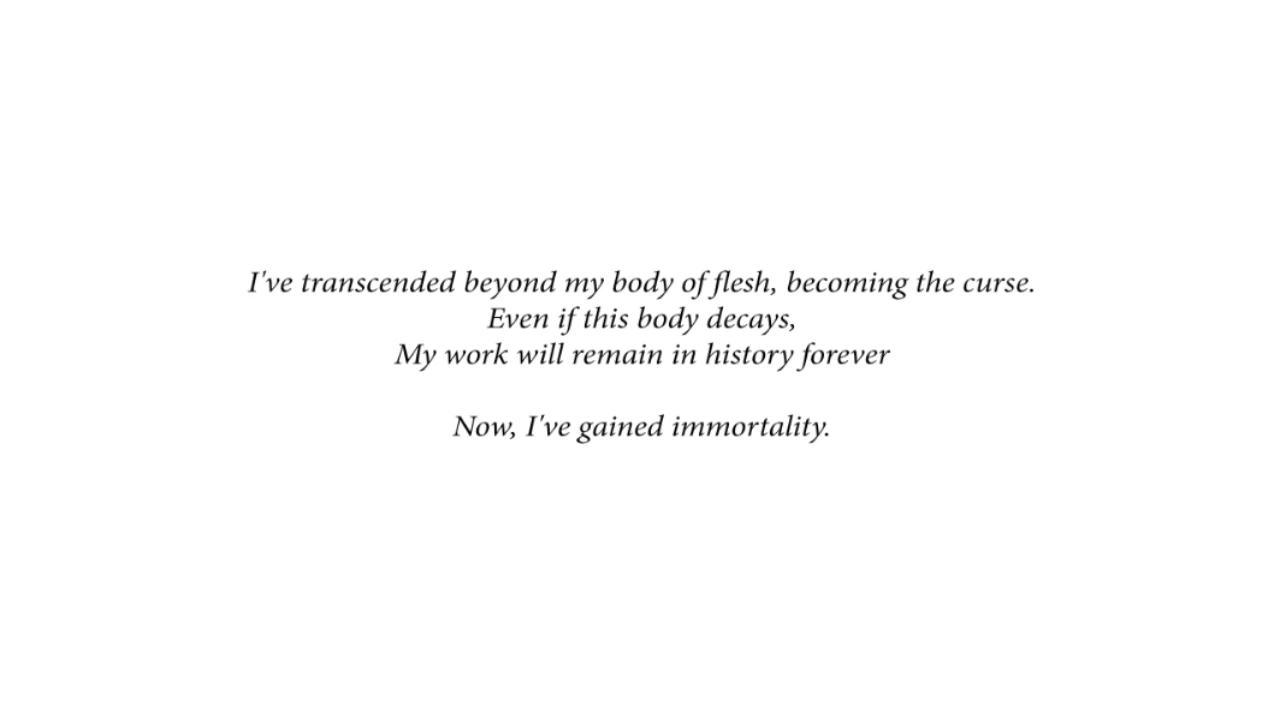 I've transcended beyond my body of flesh, becoming the curse.
Even if this body decays,
My work will remain in history forever
Now, I've gained immortality.